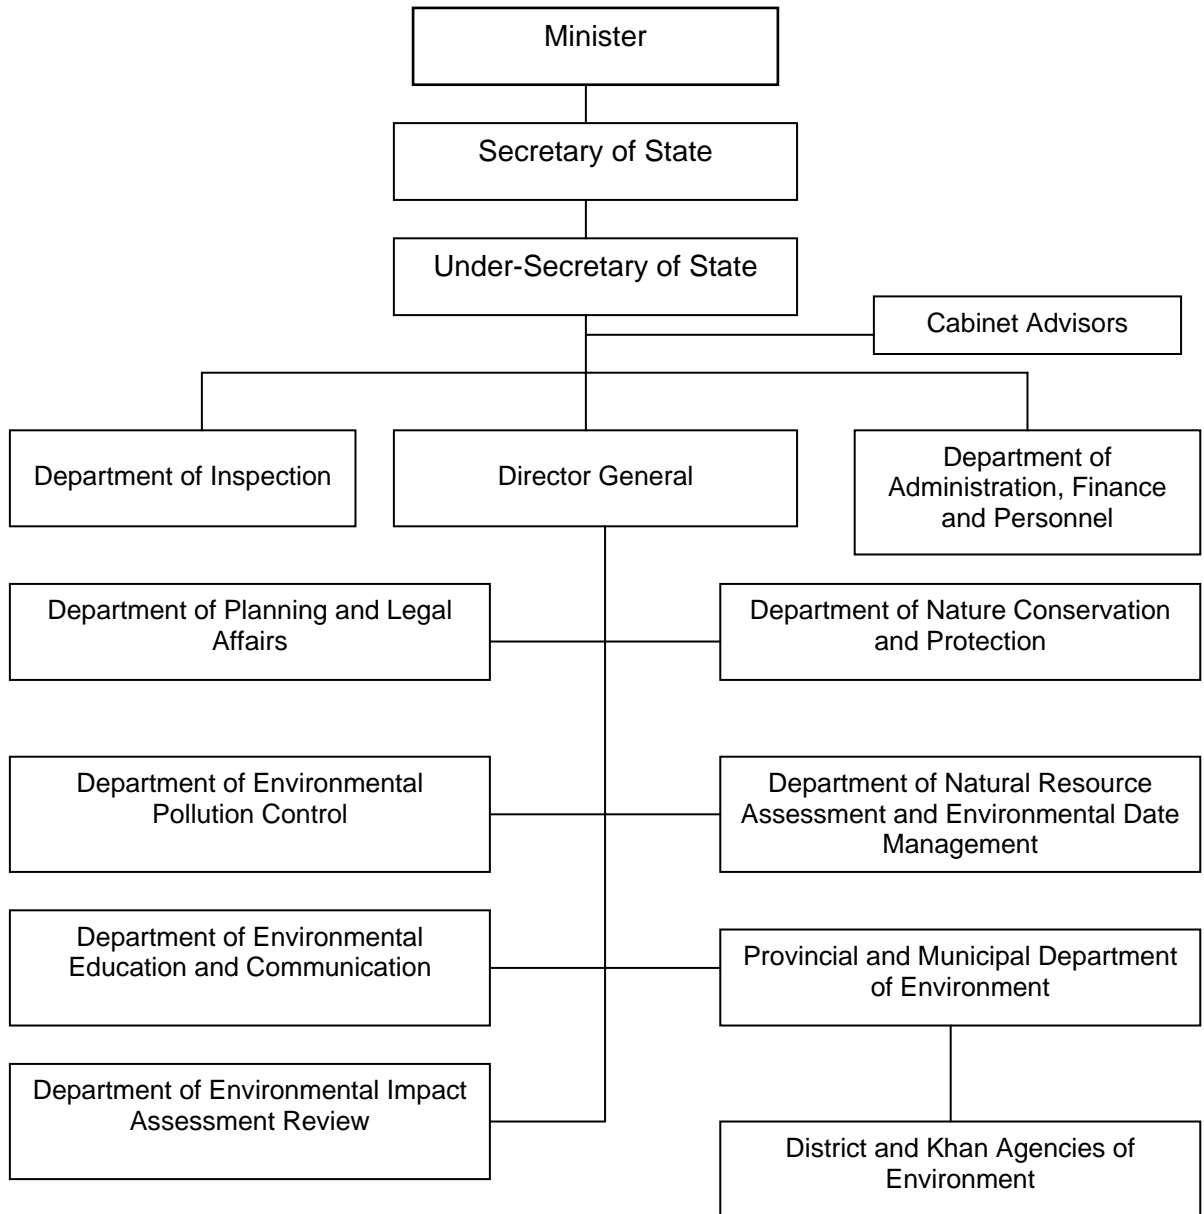 Minister
Secretary of State
Under-Secretary of State
Cabinet Advisors
Department of Inspection
Director General
Department of
Administration, Finance
and Personnel
Department of Planning and Legal
Affairs
Department of Nature Conservation
and Protection
Department of Environmental
Pollution Control
Department of Natural Resource
Assessment and Environmental Date
Management
Department of Environmental
Education and Communication
Provincial and Municipal Department
of Environment
Department of Environmental Impact
Assessment Review
District and Khan Agencies of
Environment